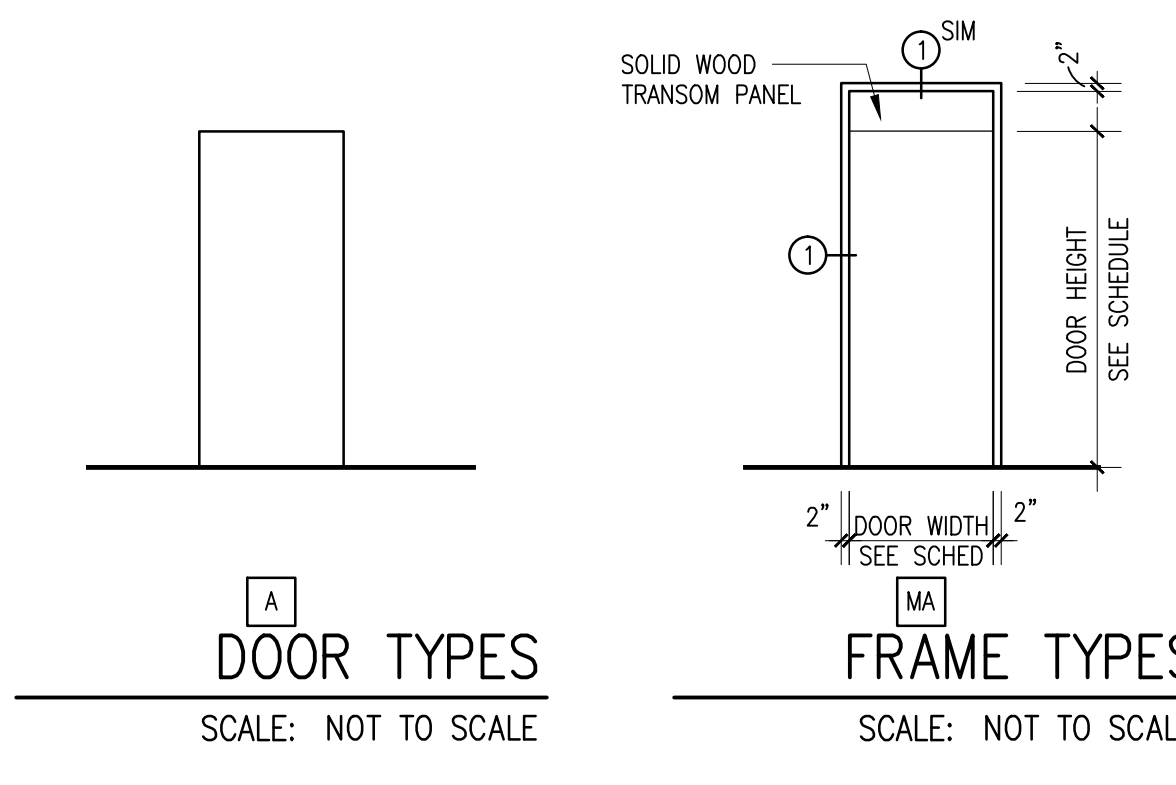 A
DOOR TYPES
SCALE: NOT TO SCALE
1 SIM
SOLID WOOD
TRANSOM PANEL
2"
1
DOOR HEIGHT
SEE SCHEDULE
2"
DOOR WIDTH
2"
SEE SCHED
MA
FRAME TYPES
SCALE: NOT TO SCAL